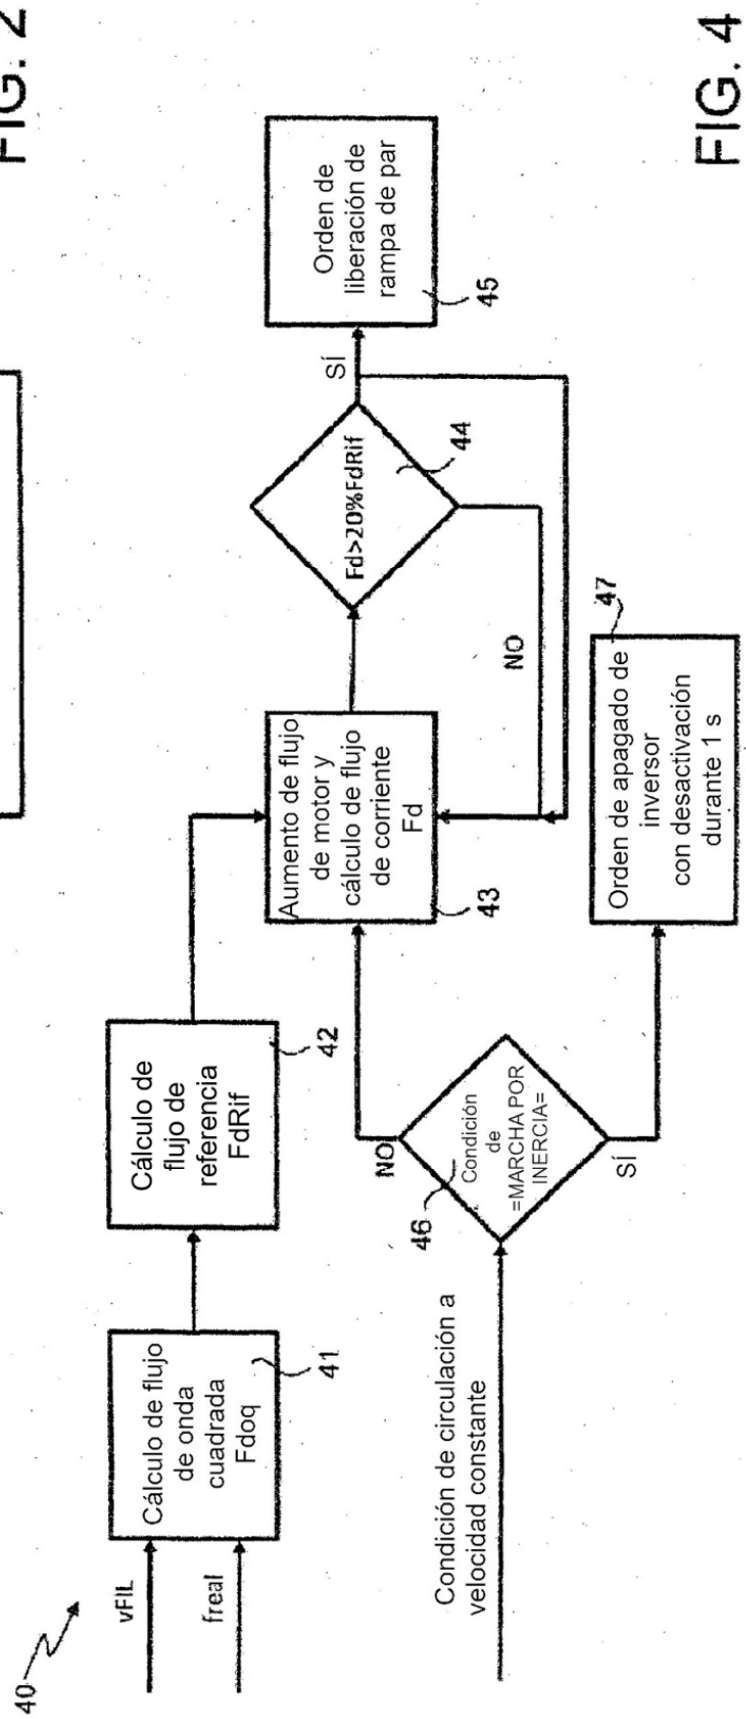 FIG. 2
40
vFIL
freal
Cálculo de flujo
de onda
cuadrada
Fdoq
41
Cálculo de
flujo de
referencia
FdRif
42
Aumento de flujo
de motor y
cálculo de flujo
de corriente
Fd
43
Fd>20%FdRif
44
SÍ
NO
Orden de
liberación de
rampa de par
45
Condición de circulación a
velocidad constante
Condición
de
=MARCHA POR
INERCIA=
46
NO
SÍ
Orden de apagado de
inversor
con desactivación
durante 1 s
47
FIG. 4